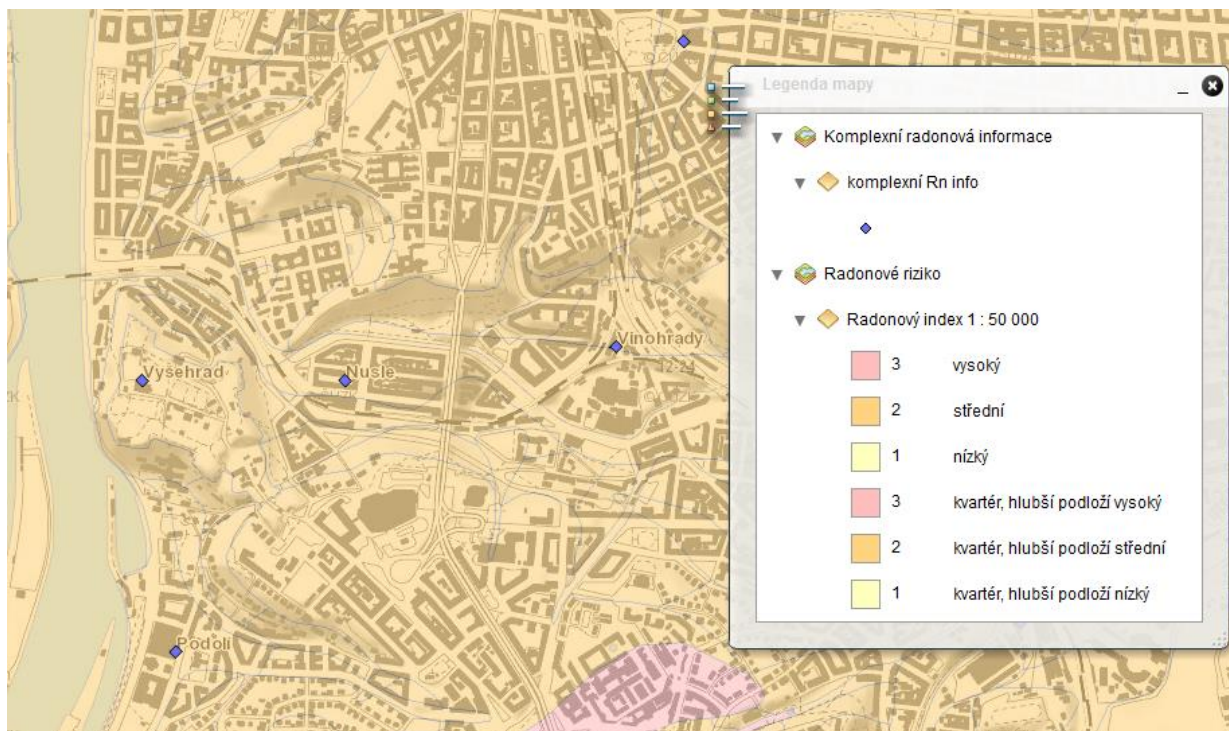 Legenda mapy
Komplexní radonová informace
komplexní Rn info
Radonové riziko
Radonový index 1 : 50 000
3 vysoký
2 střední
1 nízký
3 kvartér, hlubší podloží vysoký
2 kvartér, hlubší podloží střední
1 kvartér, hlubší podloží nízký
Vinohrady
12-24
Vyšehrad
Nusle
Podolí